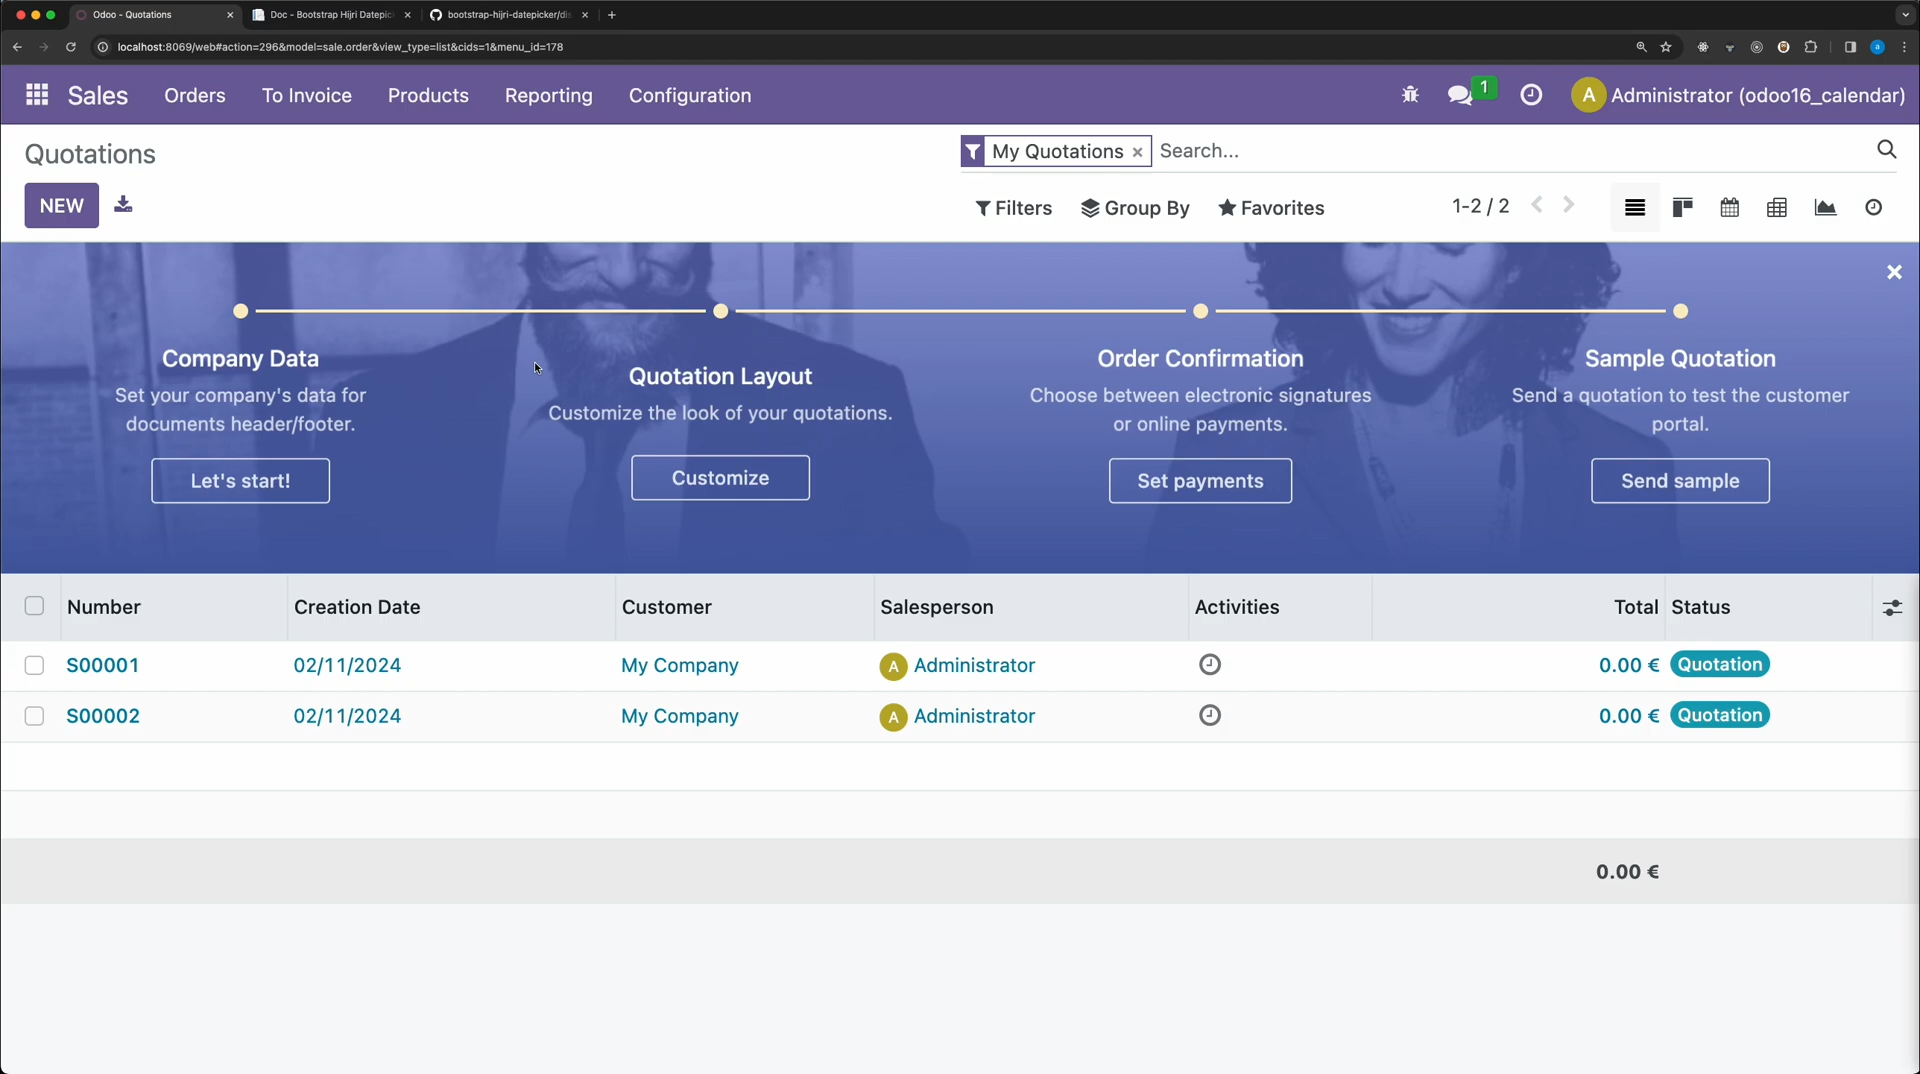 Odoo - Quotations
Doc - Bootstrap Hijri Datepic
bootstrap-hijri-datepicker/di
localhost:8069/web#action=296&model=sale.order&view_type=list&cids=1&menu_id=178
a
Sales
Orders
To Invoice
Products
Reporting
Configuration
1
A
Administrator (odoo16_calendar)
Quotations
My Quotations ×
Search...
NEW
Filters
Group By
Favorites
1-2 / 2
Company Data
Set your company's data for
documents header/footer.
Let's start!
Quotation Layout
Customize the look of your quotations.
Customize
Order Confirmation
Choose between electronic signatures
or online payments.
Set payments
Sample Quotation
Send a quotation to test the customer
portal.
Send sample
Number Creation Date Customer Salesperson Activities Total Status
S00001 02/11/2024 My Company A Administrator 0.00 € Quotation
S00002 02/11/2024 My Company A Administrator 0.00 € Quotation
0.00 €